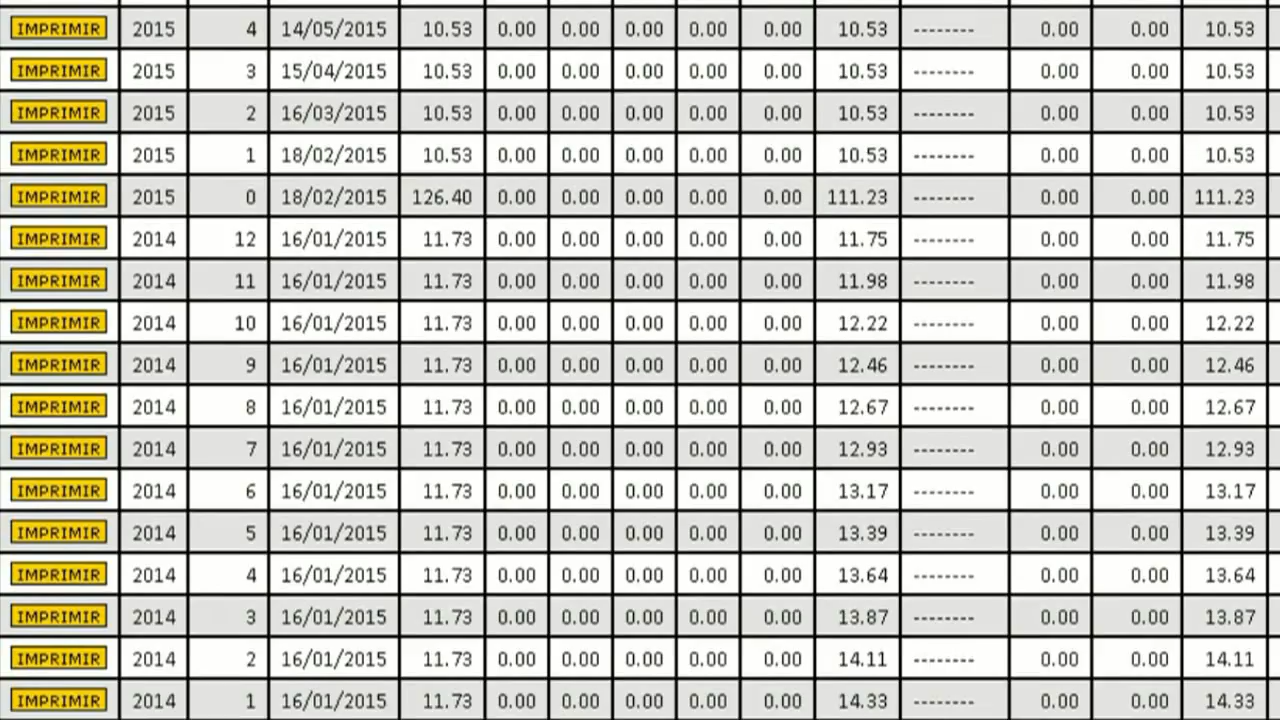 IMPRIMIR 2015 4 14/05/2015 10.53 0.00 0.00 0.00 0.00 0.00 10.53 -------- 0.00 0.00 10.53
IMPRIMIR 2015 3 15/04/2015 10.53 0.00 0.00 0.00 0.00 0.00 10.53 -------- 0.00 0.00 10.53
IMPRIMIR 2015 2 16/03/2015 10.53 0.00 0.00 0.00 0.00 0.00 10.53 -------- 0.00 0.00 10.53
IMPRIMIR 2015 1 18/02/2015 10.53 0.00 0.00 0.00 0.00 0.00 10.53 -------- 0.00 0.00 10.53
IMPRIMIR 2015 0 18/02/2015 126.40 0.00 0.00 0.00 0.00 0.00 111.23 -------- 0.00 0.00 111.23
IMPRIMIR 2014 12 16/01/2015 11.73 0.00 0.00 0.00 0.00 0.00 11.75 -------- 0.00 0.00 11.75
IMPRIMIR 2014 11 16/01/2015 11.73 0.00 0.00 0.00 0.00 0.00 11.98 -------- 0.00 0.00 11.98
IMPRIMIR 2014 10 16/01/2015 11.73 0.00 0.00 0.00 0.00 0.00 12.22 -------- 0.00 0.00 12.22
IMPRIMIR 2014 9 16/01/2015 11.73 0.00 0.00 0.00 0.00 0.00 12.46 -------- 0.00 0.00 12.46
IMPRIMIR 2014 8 16/01/2015 11.73 0.00 0.00 0.00 0.00 0.00 12.67 -------- 0.00 0.00 12.67
IMPRIMIR 2014 7 16/01/2015 11.73 0.00 0.00 0.00 0.00 0.00 12.93 -------- 0.00 0.00 12.93
IMPRIMIR 2014 6 16/01/2015 11.73 0.00 0.00 0.00 0.00 0.00 13.17 -------- 0.00 0.00 13.17
IMPRIMIR 2014 5 16/01/2015 11.73 0.00 0.00 0.00 0.00 0.00 13.39 -------- 0.00 0.00 13.39
IMPRIMIR 2014 4 16/01/2015 11.73 0.00 0.00 0.00 0.00 0.00 13.64 -------- 0.00 0.00 13.64
IMPRIMIR 2014 3 16/01/2015 11.73 0.00 0.00 0.00 0.00 0.00 13.87 -------- 0.00 0.00 13.87
IMPRIMIR 2014 2 16/01/2015 11.73 0.00 0.00 0.00 0.00 0.00 14.11 -------- 0.00 0.00 14.11
IMPRIMIR 2014 1 16/01/2015 11.73 0.00 0.00 0.00 0.00 0.00 14.33 -------- 0.00 0.00 14.33